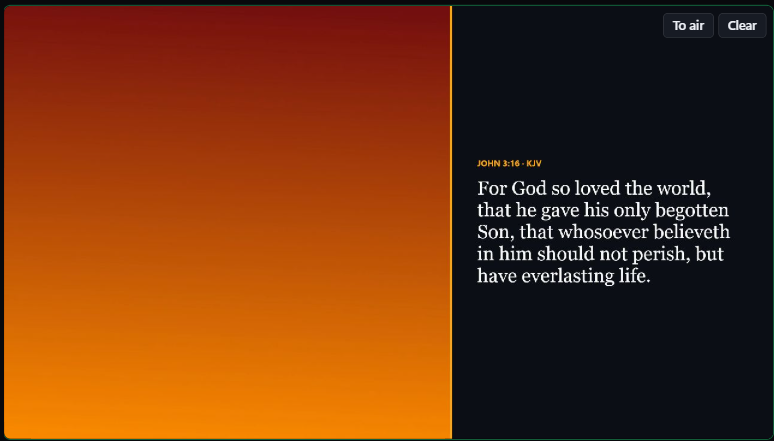 To air Clear
JOHN 3:16 · KJV
For God so loved the world,
that he gave his only begotten
Son, that whosoever believeth
in him should not perish, but
have everlasting life.